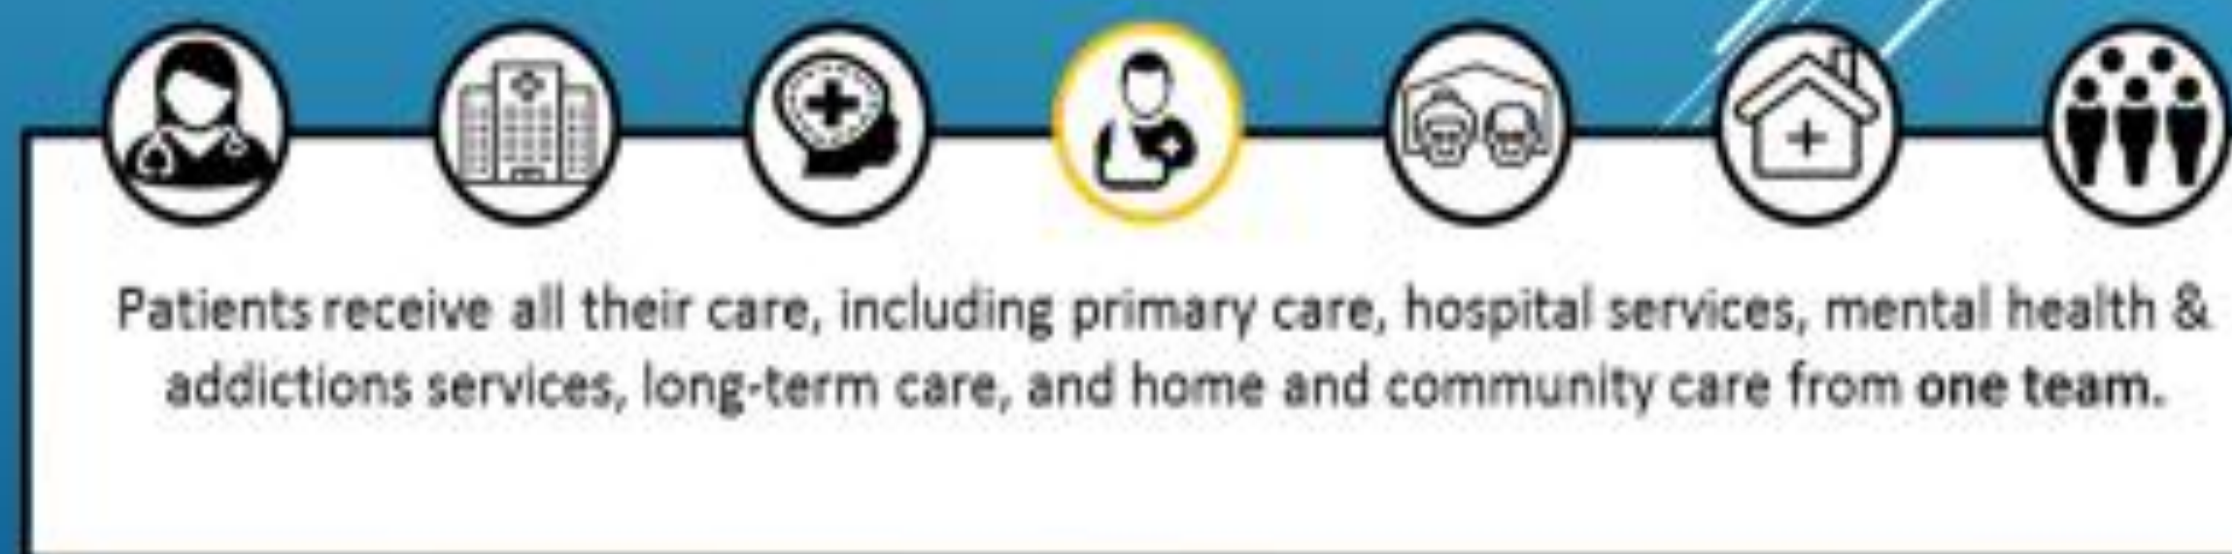 Patients receive all their care, including primary care, hospital services, mental health &
addictions services, long-term care, and home and community care from one team.